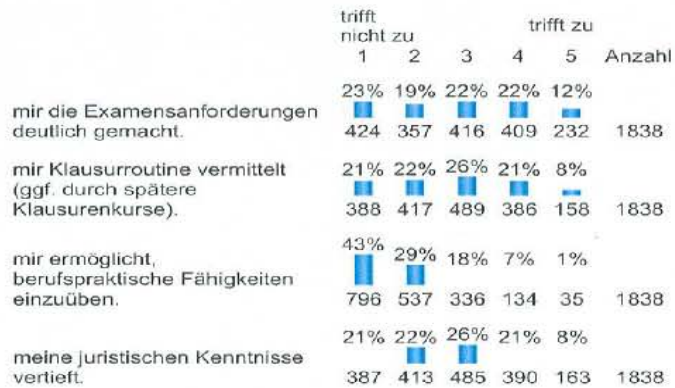 trifft
nicht zu trifft zu
1 2 3 4 5 Anzahl
23% 19% 22% 22% 12%
mir die Examensanforderungen
deutlich gemacht. 424 357 416 409 232 1838
mir Klausurroutine vermittelt 21% 22% 26% 21% 8%
(ggf. durch spätere
Klausurenkurse). 388 417 489 386 158 1838
43% 29% 18% 7% 1%
mir ermöglicht,
berufspraktische Fähigkeiten
einzuüben. 796 537 336 134 35 1838
21% 22% 26% 21% 8%
meine juristischen Kenntnisse
vertieft. 387 413 485 390 163 1838